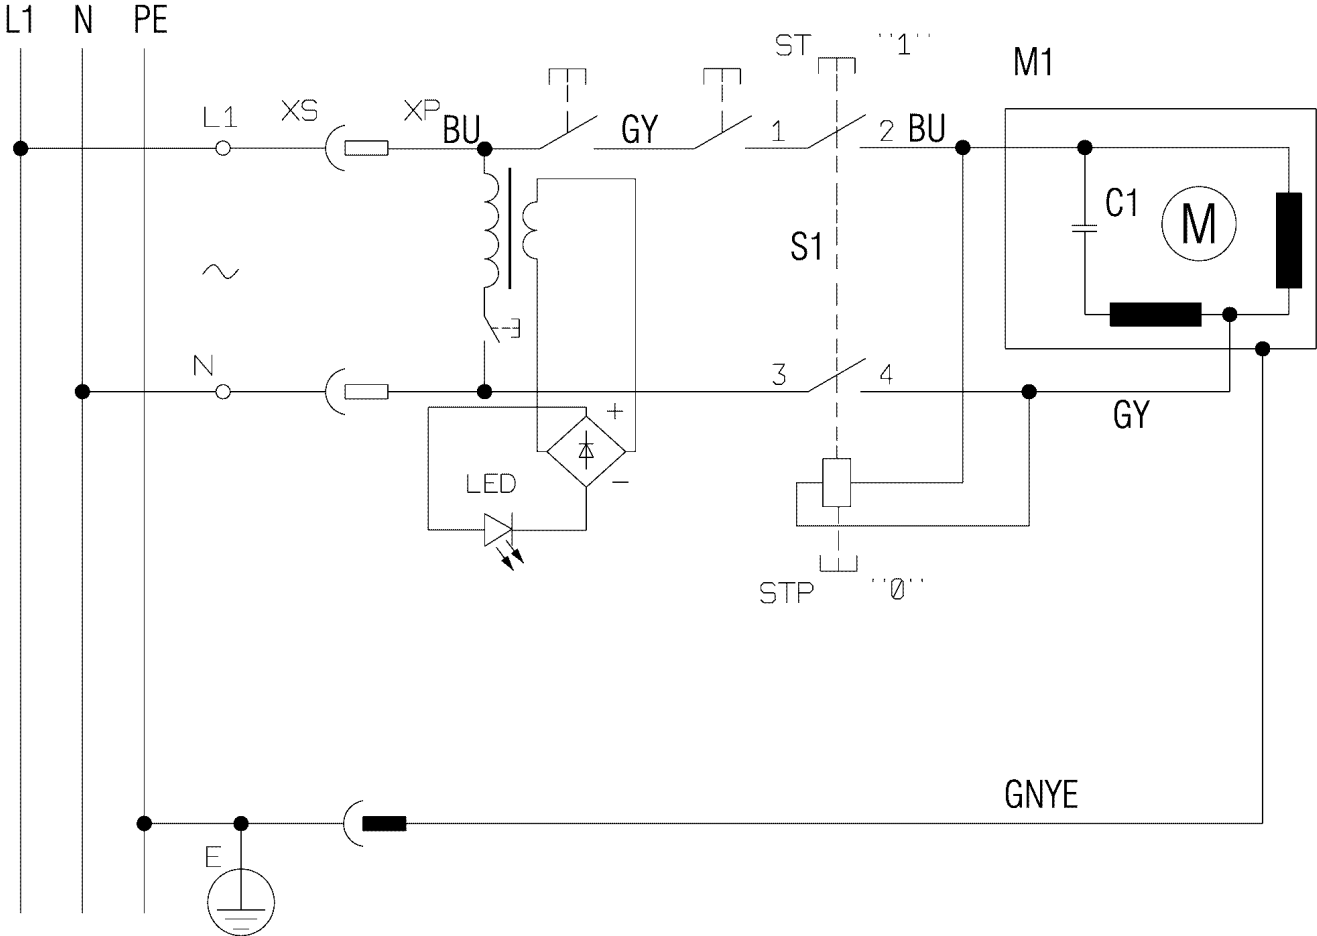 L1 N PE
ST "1"
M1
L1 XS XP BU GY 1 2 BU
C1
M
S1
~
N 3 4
+
GY
LED
−
STP "0"
GNYE
E